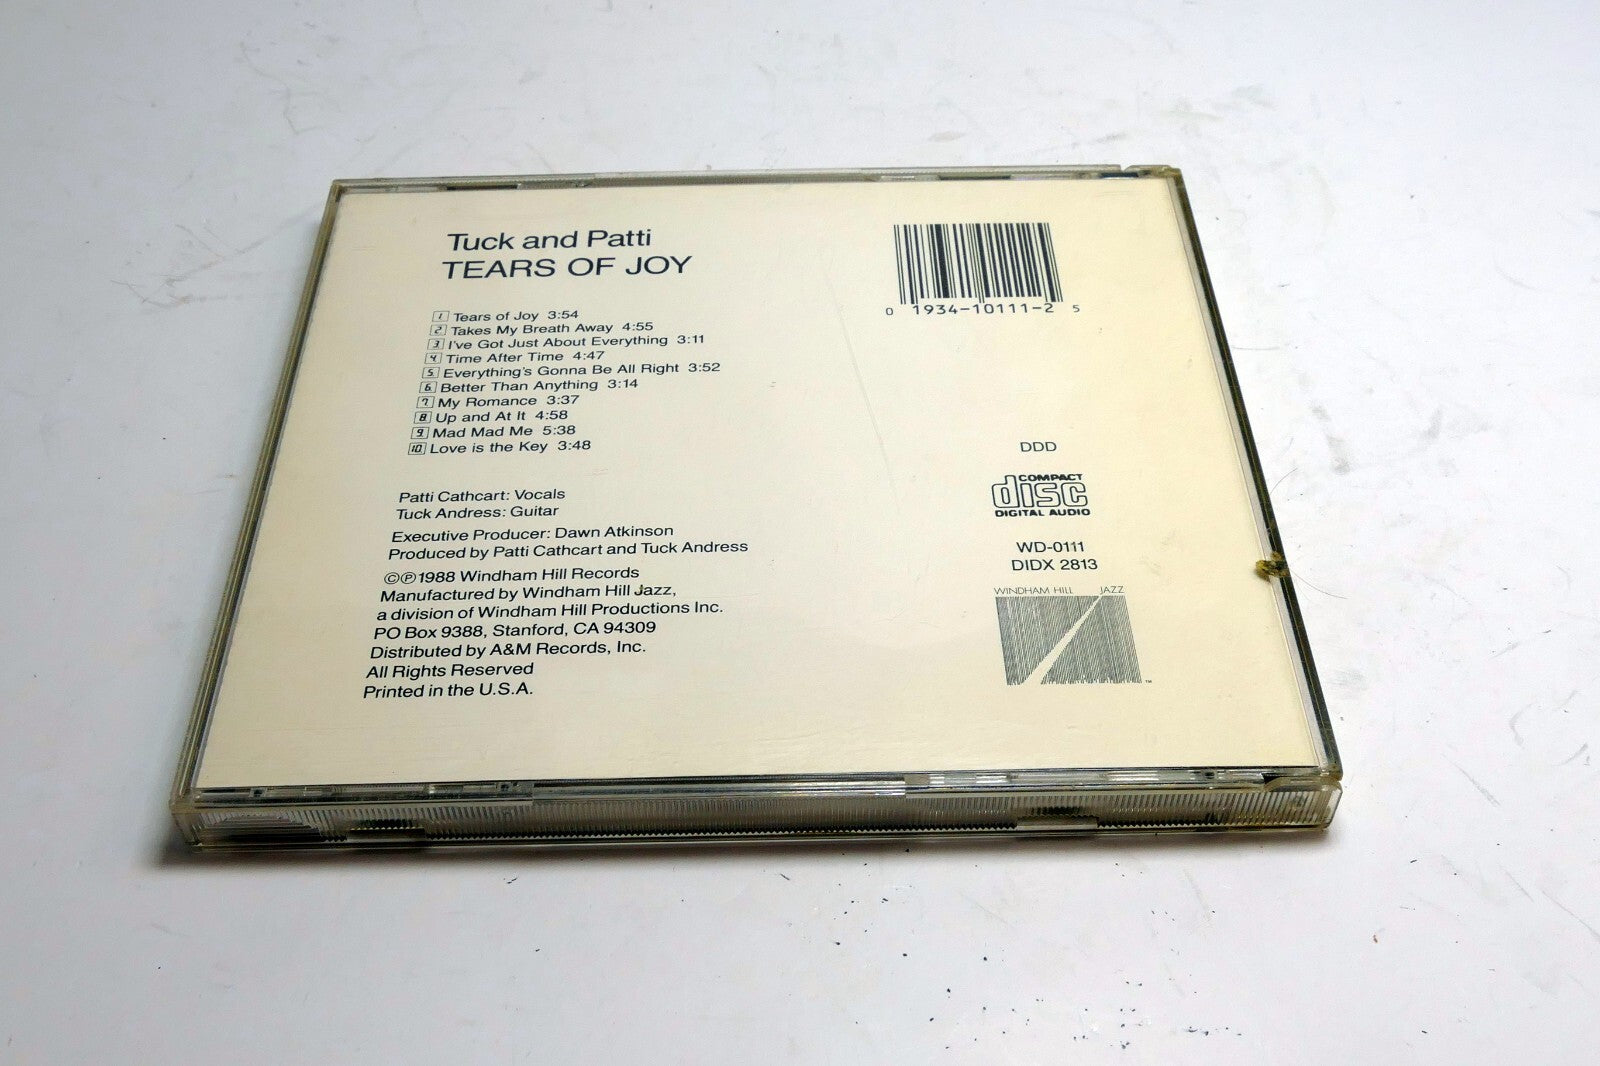 Tuck and Patti
TEARS OF JOY
1. Tears of Joy 3:54
2. Takes My Breath Away 4:55
3. I've Got Just About Everything 3:11
4. Time After Time 4:47
5. Everything's Gonna Be All Right 3:52
6. Better Than Anything 3:14
7. My Romance 3:37
8. Up and At It 4:58
9. Mad Mad Me 5:38
10. Love is the Key 3:48
Patti Cathcart: Vocals
Tuck Andress: Guitar
Executive Producer: Dawn Atkinson
Produced by Patti Cathcart and Tuck Andress
©℗1988 Windham Hill Records
Manufactured by Windham Hill Jazz,
a division of Windham Hill Productions Inc.
PO Box 9388, Stanford, CA 94309
Distributed by A&M Records, Inc.
All Rights Reserved
Printed in the U.S.A.
0 1934-10111-2 5
DDD
COMPACT
disc
DIGITAL AUDIO
WD-0111
DIDX 2813
WINDHAM HILL JAZZ
™